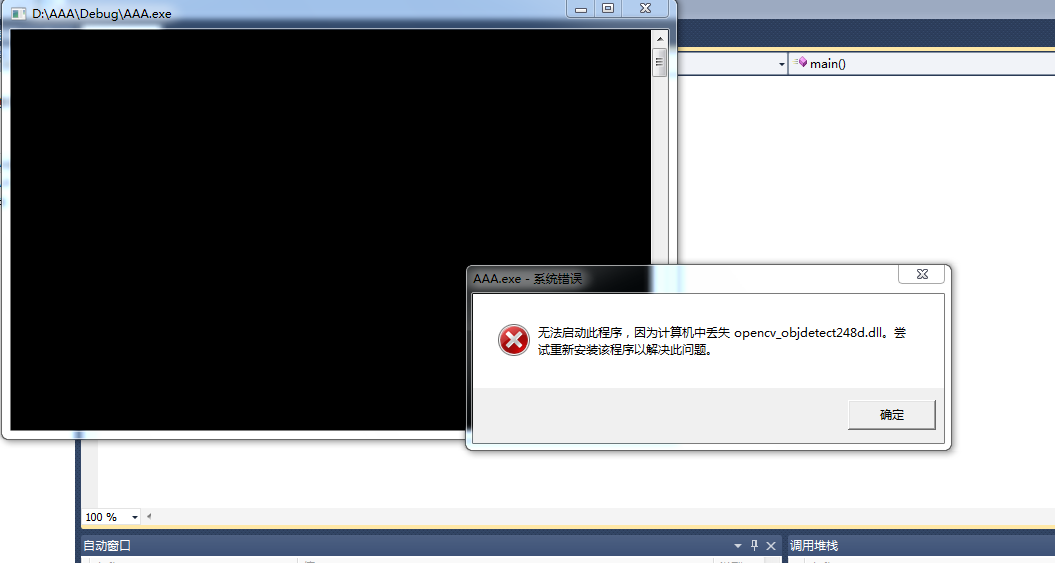 D:\AAA\Debug\AAA.exe
main()
AAA.exe - 系统错误
无法启动此程序，因为计算机中丢失 opencv_objdetect248d.dll。尝
试重新安装该程序以解决此问题。
确定
100 %
自动窗口
调用堆栈